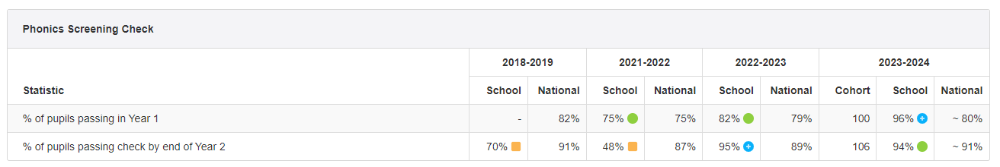 Phonics Screening Check
2018-2019 2021-2022 2022-2023 2023-2024
Statistic School National School National School National Cohort School National
% of pupils passing in Year 1 - 82% 75% 75% 82% 79% 100 96% ~ 80%
% of pupils passing check by end of Year 2 70% 91% 48% 87% 95% 89% 106 94% ~ 91%